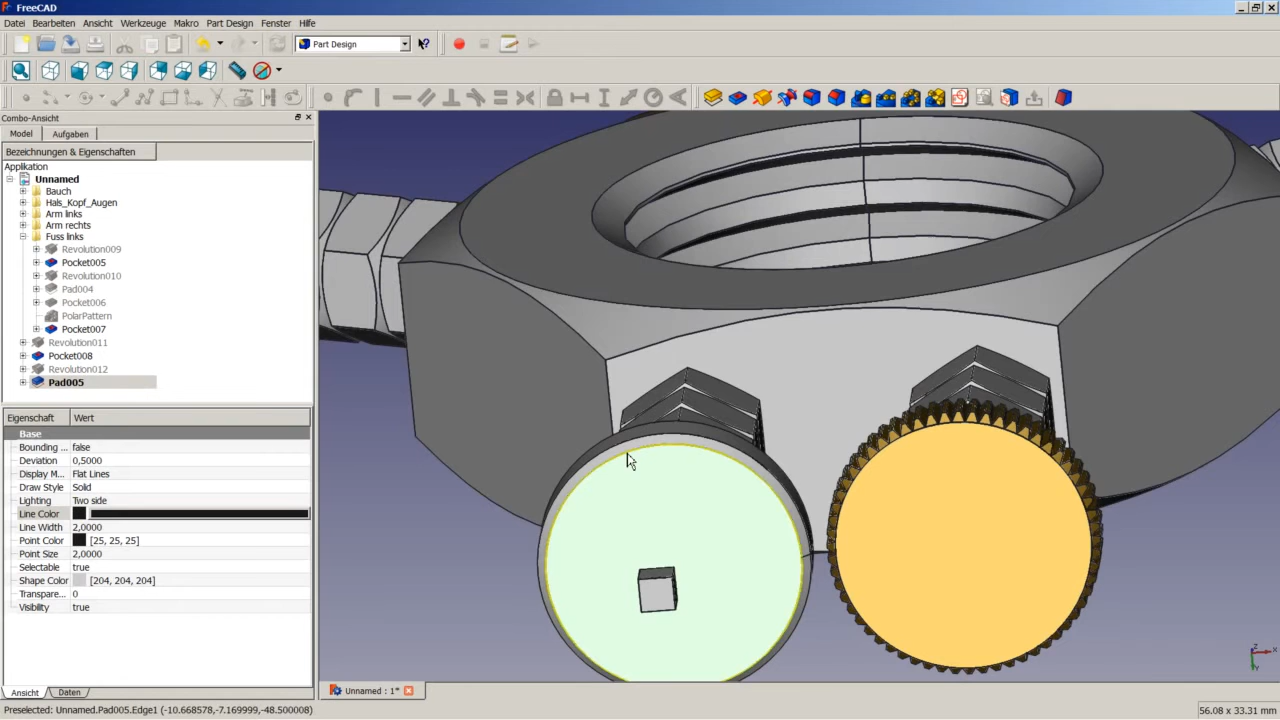 FreeCAD
Datei Bearbeiten Ansicht Werkzeuge Makro Part Design Fenster Hilfe
Part Design
Combo-Ansicht
Model Aufgaben
Bezeichnungen & Eigenschaften
Applikation
Unnamed
Bauch
Hals_Kopf_Augen
Arm links
Arm rechts
Fuss links
Revolution009
Pocket005
Revolution010
Pad004
Pocket006
PolarPattern
Pocket007
Revolution011
Pocket008
Revolution012
Pad005
Eigenschaft Wert
Base
Bounding ... false
Deviation 0,5000
Display M... Flat Lines
Draw Style Solid
Lighting Two side
Line Color
Line Width 2,0000
Point Color [25, 25, 25]
Point Size 2,0000
Selectable true
Shape Color [204, 204, 204]
Transpare... 0
Visibility true
Ansicht Daten
Unnamed : 1*
Preselected: Unnamed.Pad005.Edge1 (-10.668578,-7.169999,-48.500008)
56.08 x 33.31 mm